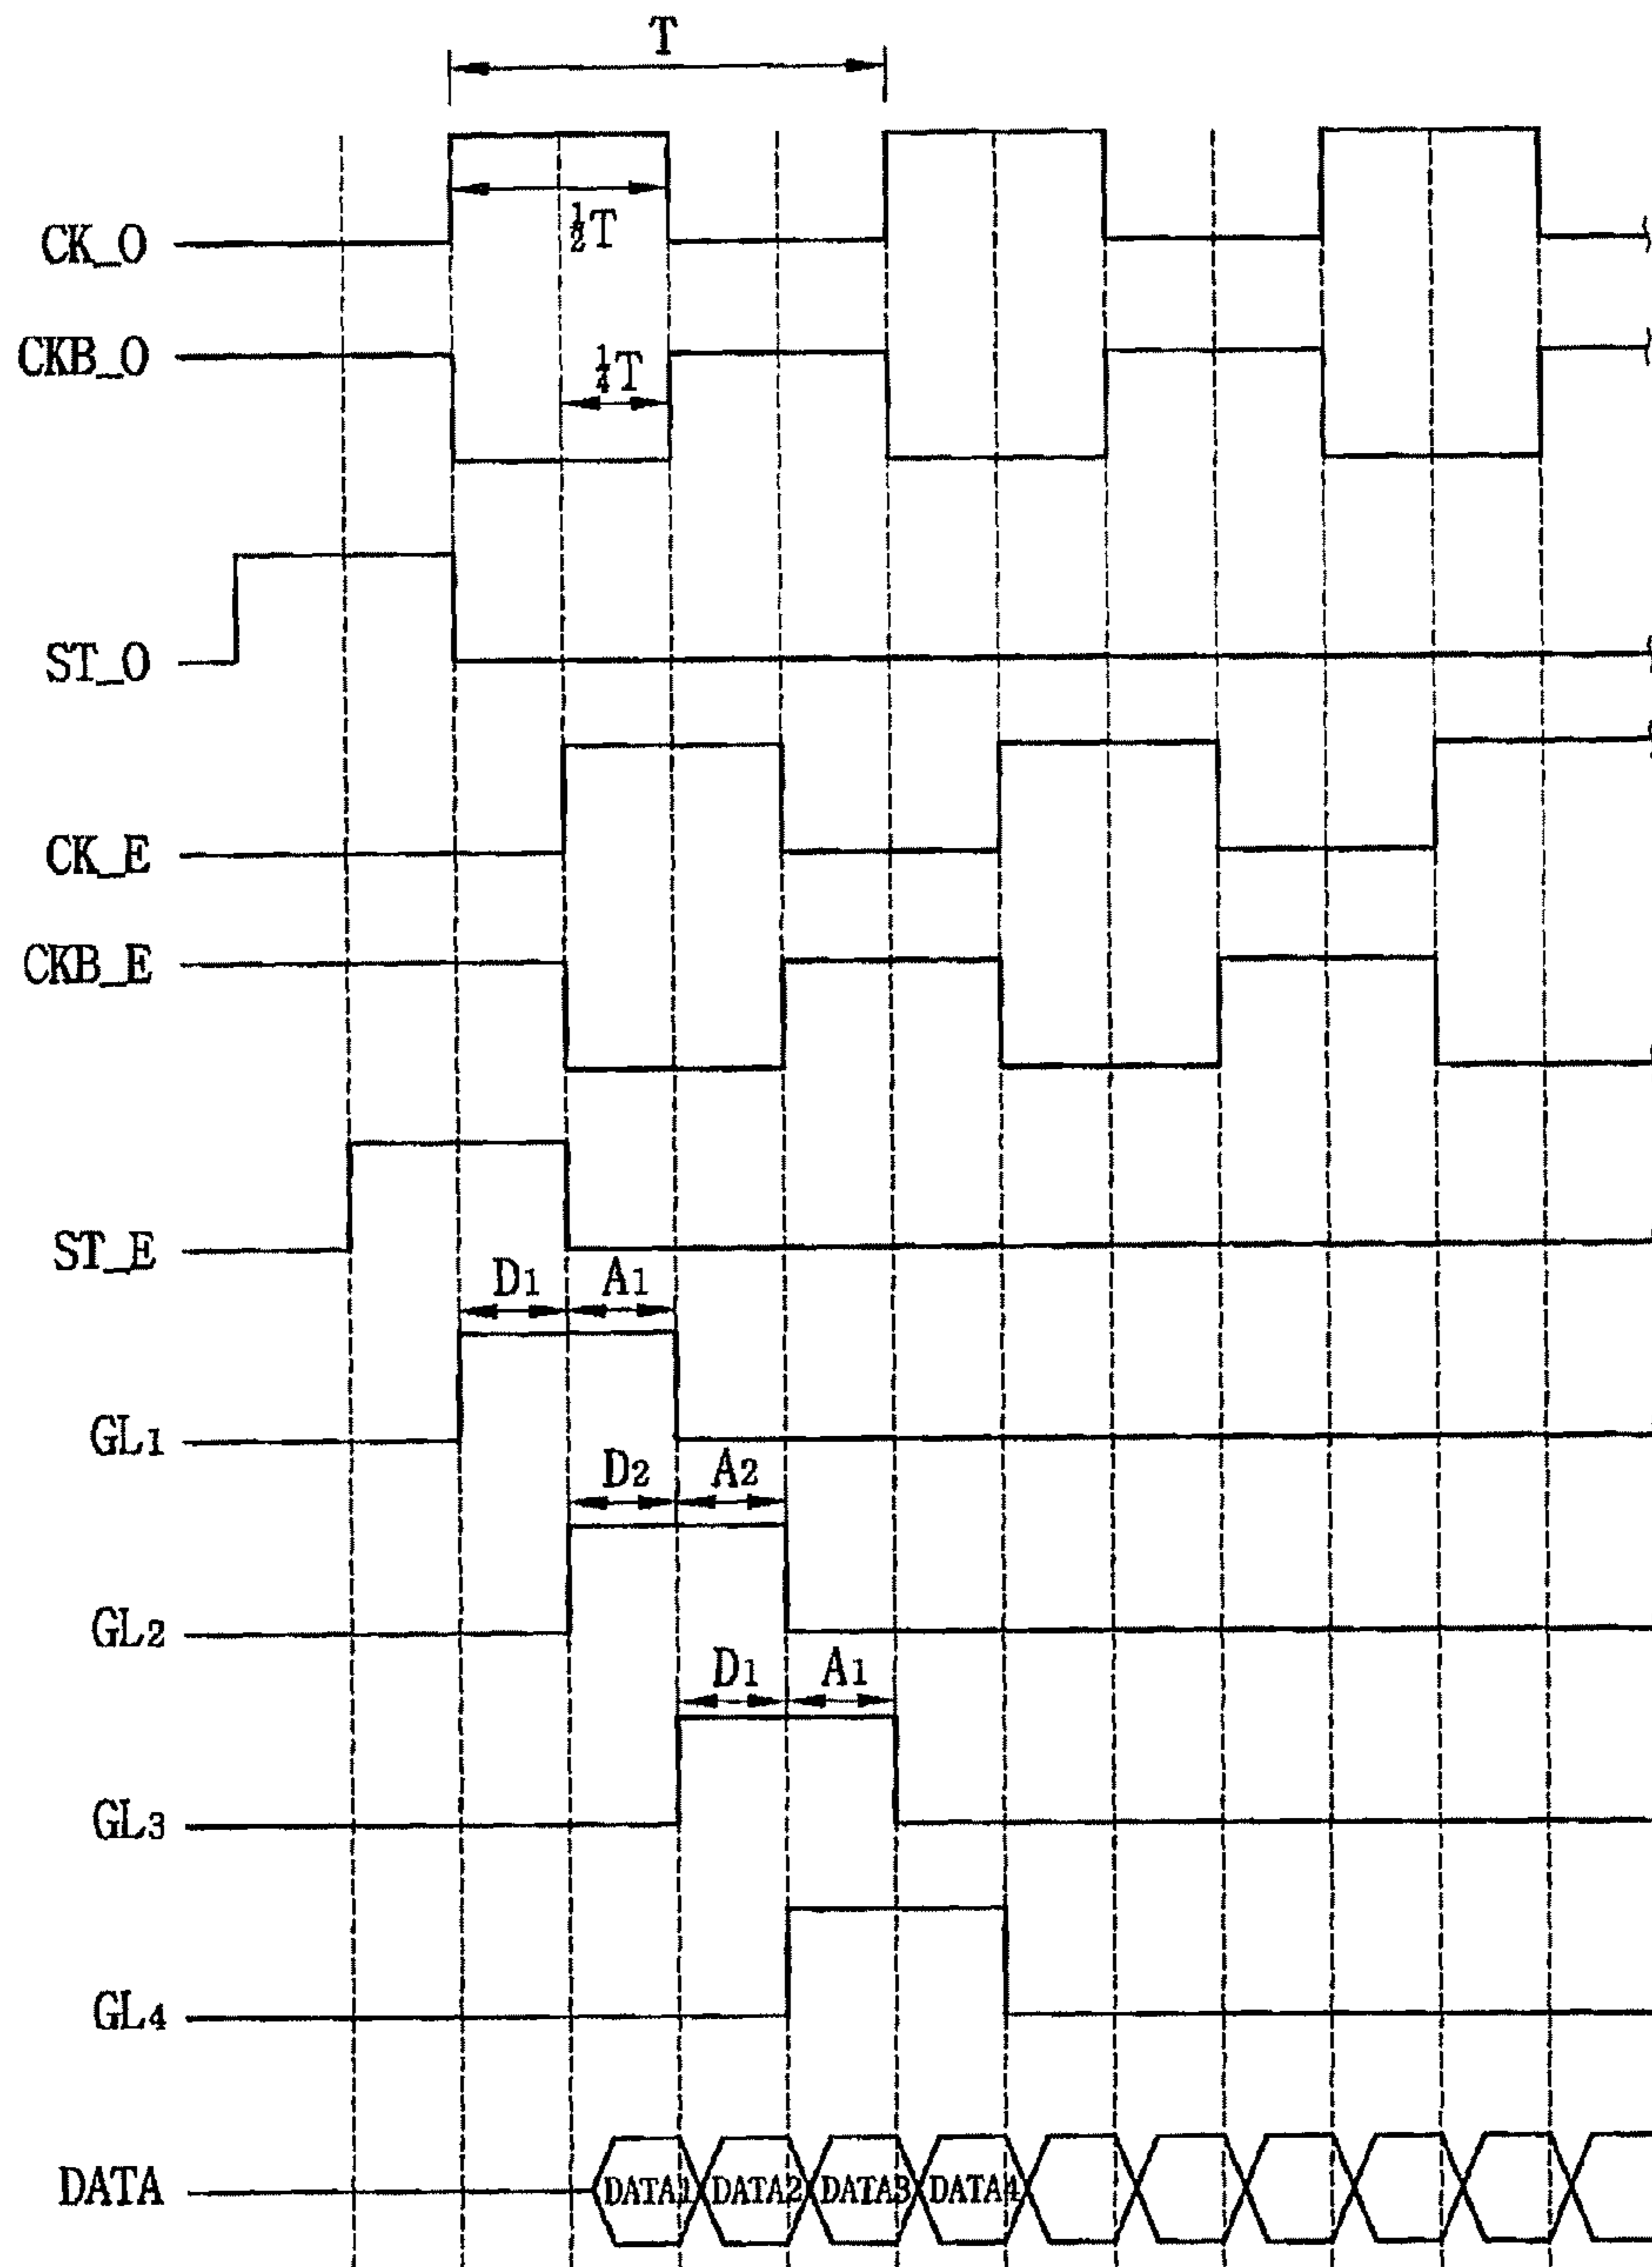 T
CK_O
½T
CKB_O
¼T
ST_O
CK_E
CKB_E
ST_E
D1 A1
GL1
D2 A2
GL2
D1 A1
GL3
GL4
DATA DATA1 DATA2 DATA3 DATA4